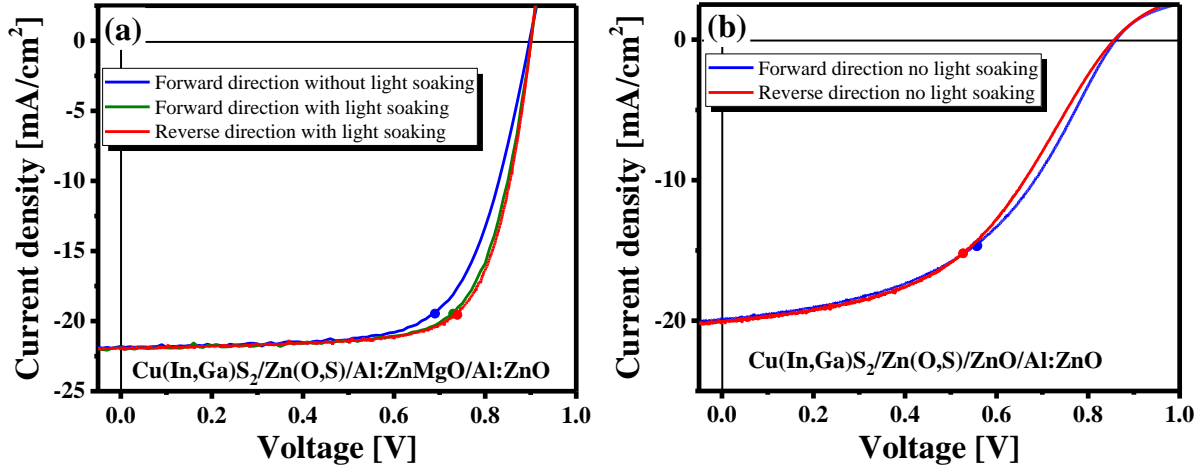 (a)
Current density [mA/cm²]
0
-5
-10
-15
-20
-25
Forward direction without light soaking
Forward direction with light soaking
Reverse direction with light soaking
Cu(In,Ga)S₂/Zn(O,S)/Al:ZnMgO/Al:ZnO
0.0 0.2 0.4 0.6 0.8 1.0
Voltage [V]
(b)
Current density [mA/cm²]
0
-10
-20
Forward direction no light soaking
Reverse direction no light soaking
Cu(In,Ga)S₂/Zn(O,S)/ZnO/Al:ZnO
0.0 0.2 0.4 0.6 0.8 1.0
Voltage [V]